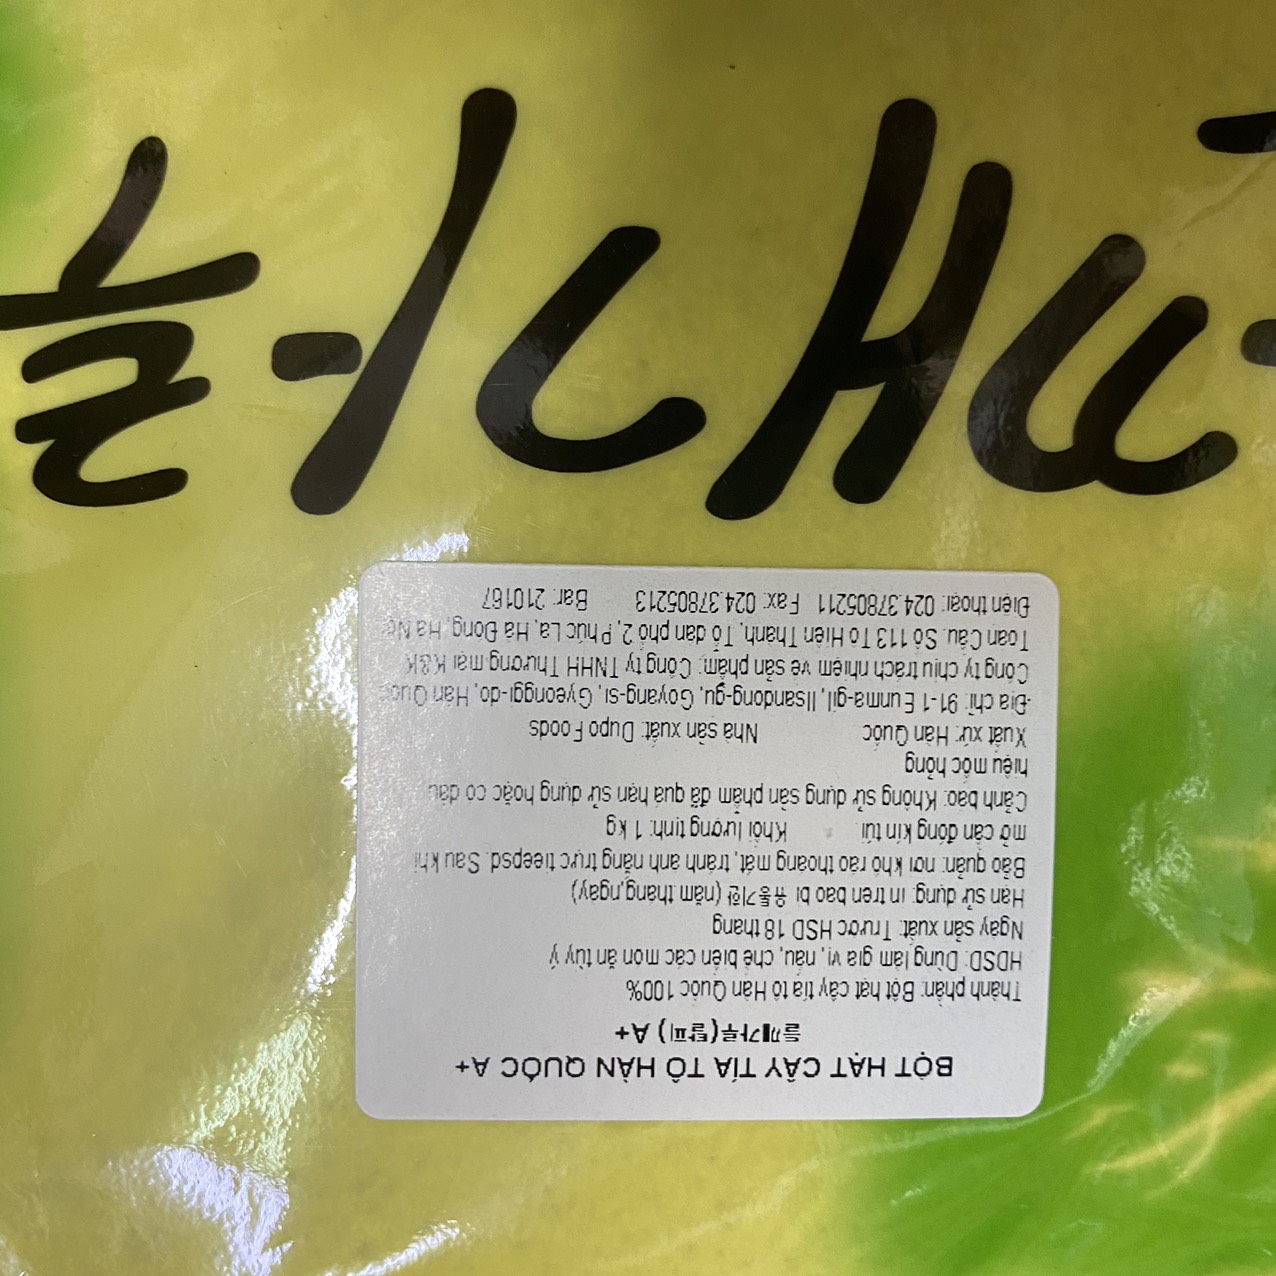 BỘT HẠT CÂY TÍA TÔ HÀN QUỐC A+
들깨가루(탈피) A+
Thành phần: Bột hạt cây tía tô Hàn Quốc 100%
HDSD: Dùng làm gia vị, nấu, chế biến các món ăn tùy ý
Ngày sản xuất: Trước HSD 18 tháng
Hạn sử dụng: in trên bao bì 유통기한 (năm,tháng,ngày)
Bảo quản: nơi khô ráo thoáng mát, tránh ánh nắng trực tieepsd. Sau khi
mở cần đóng kín túi. Khối lượng tịnh: 1 kg
Cảnh báo: Không sử dụng sản phẩm đã quá hạn sử dụng hoặc có dấu
hiệu mốc hỏng
Xuất xứ: Hàn Quốc Nhà sản xuất: Dupo Foods
-Địa chỉ: 91-1 Eunma-gil, Ilsandong-gu, Goyang-si, Gyeonggi-do, Hàn Quốc
Công ty chịu trách nhiệm về sản phẩm: Công ty TNHH Thương mại K&K
Toàn Cầu. Số 113 Tô Hiến Thành, Tổ dân phố 2, Phúc La, Hà Đông, Hà Nội
Điện thoại: 024.37805211 Fax: 024.37805213 Bar: 210167
깨가루